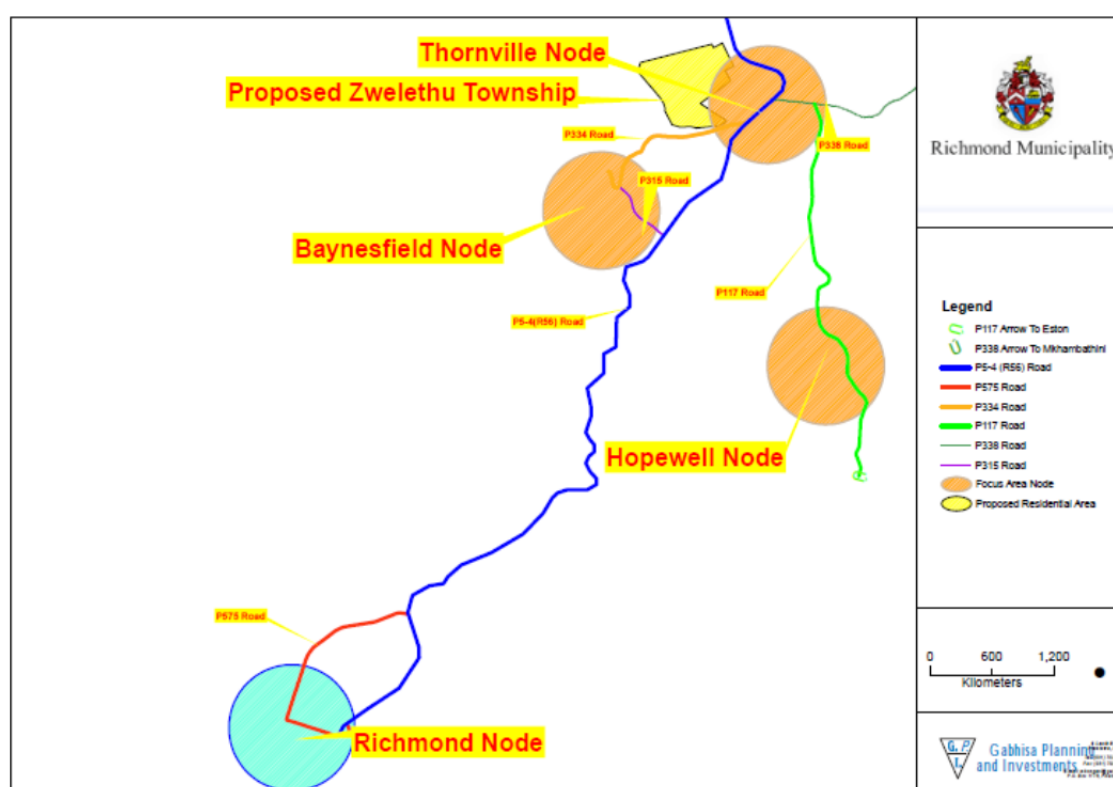 Thornville Node
Proposed Zwelethu Township
P334 Road
P338 Road
P315 Road
Baynesfield Node
P117 Road
P5-4(R56) Road
Hopewell Node
P575 Road
Richmond Node
Richmond Municipality
Legend
P117 Arrow To Eston
P338 Arrow To Mkhambathini
P5-4 (R56) Road
P575 Road
P334 Road
P117 Road
P338 Road
P315 Road
Focus Area Node
Proposed Residential Area
0 600 1,200
Kilometers
G. P.
I.
Gabhisa Planning
and Investments